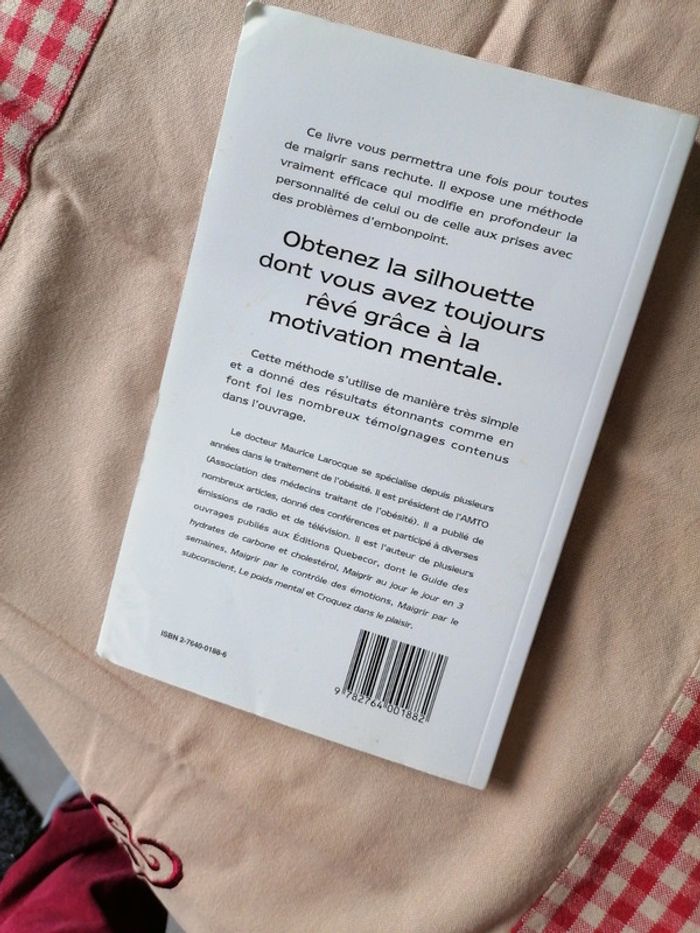 Ce livre vous permettra une fois pour toutes
de maigrir sans rechute. Il expose une méthode
vraiment efficace qui modifie en profondeur la
personnalité de celui ou de celle aux prises avec
des problèmes d'embonpoint.
Obtenez la silhouette
dont vous avez toujours
rêvé grâce à la
motivation mentale.
Cette méthode s'utilise de manière très simple
et a donné des résultats étonnants comme en
font foi les nombreux témoignages contenus
dans l'ouvrage.
Le docteur Maurice Larocque se spécialise depuis plusieurs
années dans le traitement de l'obésité. Il est président de l'AMTO
(Association des médecins traitant de l'obésité). Il a publié de
nombreux articles, donné des conférences et participé à diverses
émissions de radio et de télévision. Il est l'auteur de plusieurs
ouvrages publiés aux Éditions Quebecor, dont le Guide des
hydrates de carbone et cholestérol, Maigrir au jour le jour en 3
semaines, Maigrir par le contrôle des émotions, Maigrir par le
subconscient, Le poids mental et Croquez dans le plaisir.
ISBN 2-7640-0188-6
9 782764 001882